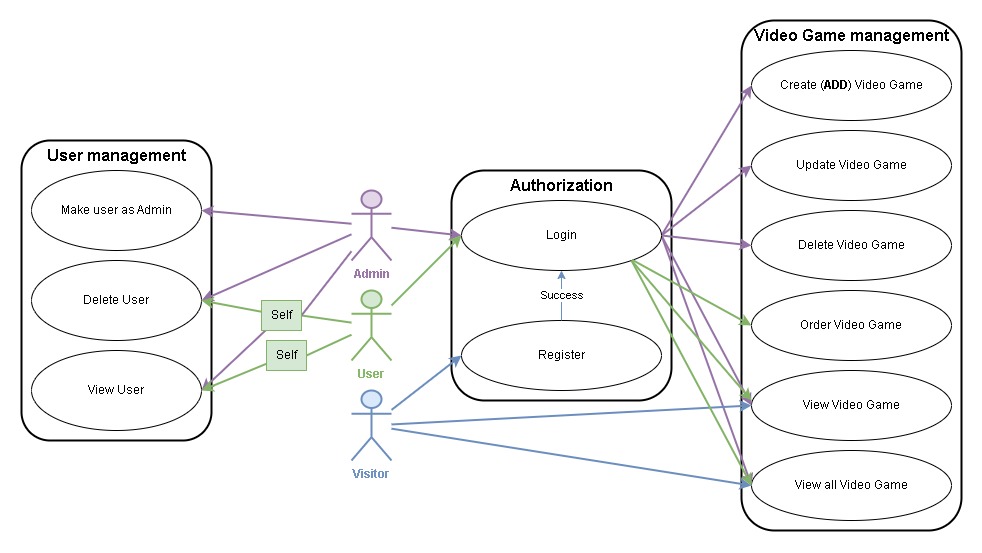 Video Game management
Create (ADD) Video Game
Update Video Game
Delete Video Game
Order Video Game
View Video Game
View all Video Game
User management
Make user as Admin
Delete User
View User
Admin
Self
User
Self
Visitor
Authorization
Login
Success
Register